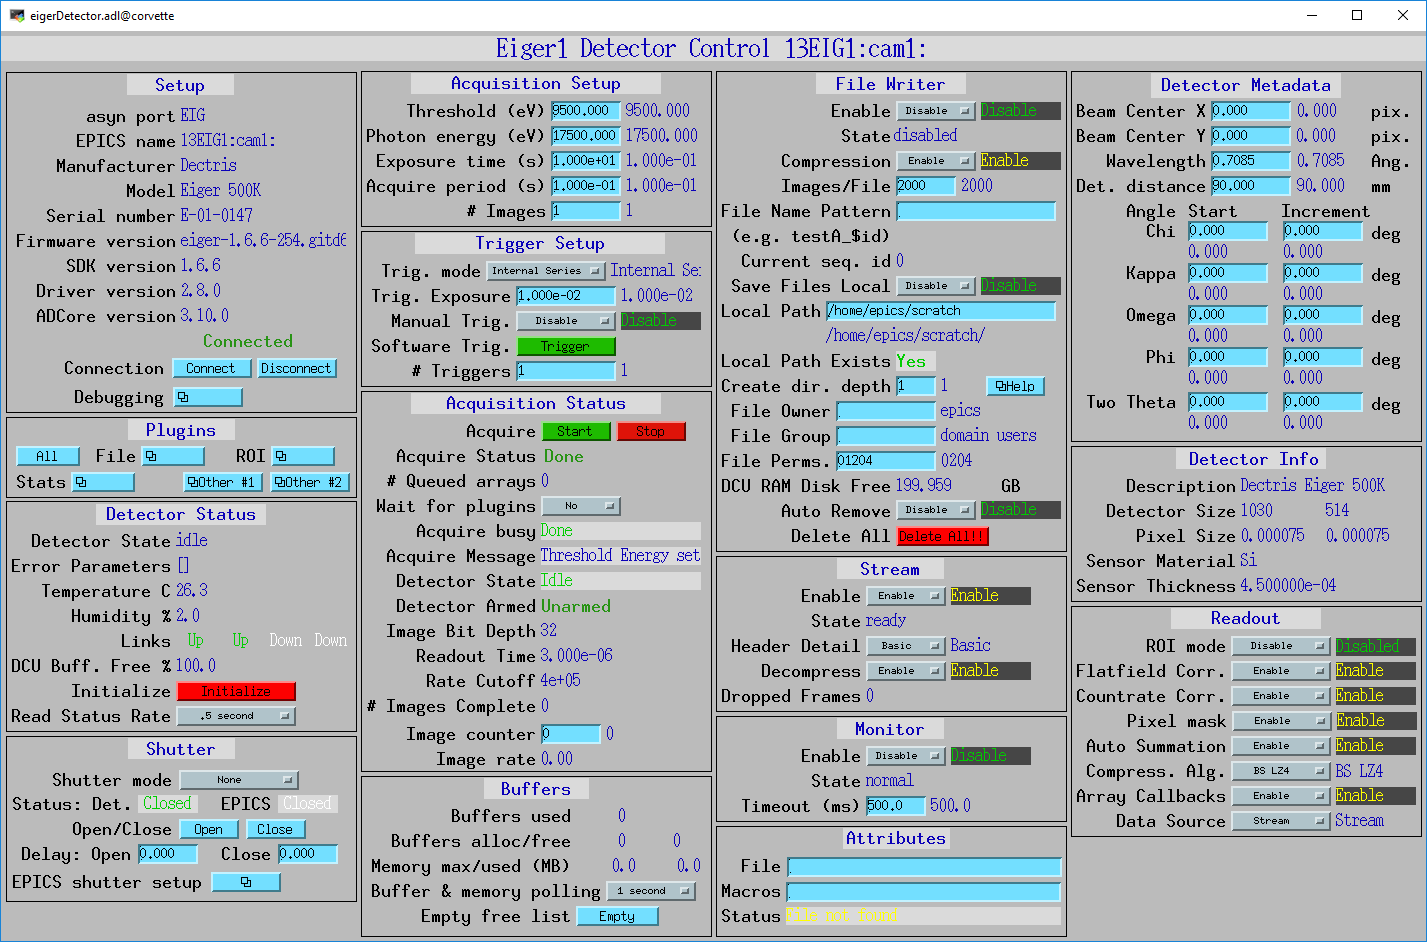 eigerDetector.adl@corvette
Eiger1 Detector Control 13EIG1:cam1:
Setup
asyn port EIG
EPICS name 13EIG1:cam1:
Manufacturer Dectris
Model Eiger 500K
Serial number E-01-0147
Firmware version eiger-1.6.6-254.gitd6
SDK version 1.6.6
Driver version 2.8.0
ADCore version 3.10.0
Connected
Connection Connect Disconnect
Debugging
Plugins
All File ROI
Stats Other #1 Other #2
Detector Status
Detector State idle
Error Parameters []
Temperature C 26.3
Humidity % 2.0
Links Up Up Down Down
DCU Buff. Free % 100.0
Initialize Initialize
Read Status Rate .5 second
Shutter
Shutter mode None
Status: Det. Closed EPICS Closed
Open/Close Open Close
Delay: Open 0.000 Close 0.000
EPICS shutter setup
Acquisition Setup
Threshold (eV) 9500.000 9500.000
Photon energy (eV) 17500.000 17500.000
Exposure time (s) 1.000e+01 1.000e-01
Acquire period (s) 1.000e-01 1.000e-01
# Images 1 1
Trigger Setup
Trig. mode Internal Series Internal Se
Trig. Exposure 1.000e-02 1.000e-02
Manual Trig. Disable Disable
Software Trig. Trigger
# Triggers 1 1
Acquisition Status
Acquire Start Stop
Acquire Status Done
# Queued arrays 0
Wait for plugins No
Acquire busy Done
Acquire Message Threshold Energy set
Detector State Idle
Detector Armed Unarmed
Image Bit Depth 32
Readout Time 3.000e-06
Rate Cutoff 4e+05
# Images Complete 0
Image counter 0 0
Image rate 0.00
Buffers
Buffers used 0
Buffers alloc/free 0 0
Memory max/used (MB) 0.0 0.0
Buffer & memory polling 1 second
Empty free list Empty
File Writer
Enable Disable Disable
State disabled
Compression Enable Enable
Images/File 2000 2000
File Name Pattern
(e.g. testA_$id)
Current seq. id 0
Save Files Local Disable Disable
Local Path /home/epics/scratch
/home/epics/scratch/
Local Path Exists Yes
Create dir. depth 1 1 Help
File Owner epics
File Group domain users
File Perms. 01204 0204
DCU RAM Disk Free 199.959 GB
Auto Remove Disable Disable
Delete All Delete All!!
Stream
Enable Enable Enable
State ready
Header Detail Basic Basic
Decompress Enable Enable
Dropped Frames 0
Monitor
Enable Disable Disable
State normal
Timeout (ms) 500.0 500.0
Attributes
File
Macros
Status File not found
Detector Metadata
Beam Center X 0.000 0.000 pix.
Beam Center Y 0.000 0.000 pix.
Wavelength 0.7085 0.7085 Ang.
Det. distance 90.000 90.000 mm
Angle Start Increment
Chi 0.000 0.000 deg
0.000 0.000
Kappa 0.000 0.000 deg
0.000 0.000
Omega 0.000 0.000 deg
0.000 0.000
Phi 0.000 0.000 deg
0.000 0.000
Two Theta 0.000 0.000 deg
0.000 0.000
Detector Info
Description Dectris Eiger 500K
Detector Size 1030 514
Pixel Size 0.000075 0.000075
Sensor Material Si
Sensor Thickness 4.500000e-04
Readout
ROI mode Disable Disabled
Flatfield Corr. Enable Enable
Countrate Corr. Enable Enable
Pixel mask Enable Enable
Auto Summation Enable Enable
Compress. Alg. BS LZ4 BS LZ4
Array Callbacks Enable Enable
Data Source Stream Stream